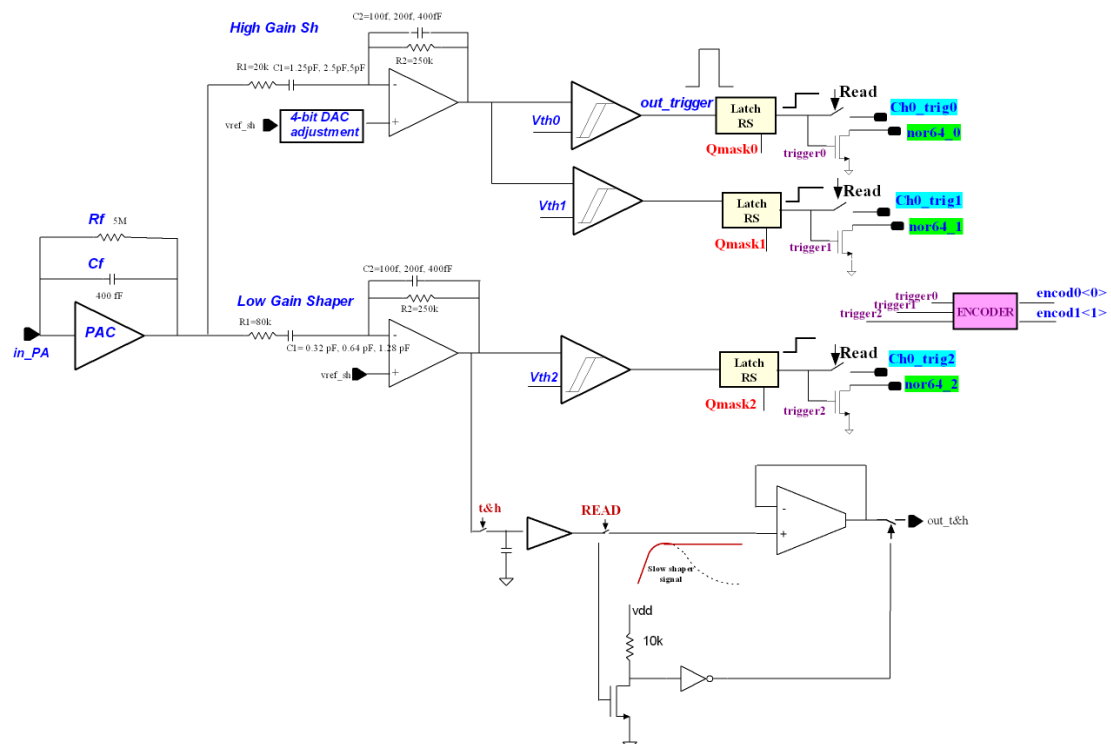 High Gain Sh
C2=100f, 200f, 400fF
R1=20k
C1=1.25pF, 2.5pF,5pF
R2=250k
-
+
vref_sh
4-bit DAC
adjustment
Vth0
out_trigger
Latch
RS
Qmask0
Read
trigger0
Ch0_trig0
nor64_0
Vth1
Latch
RS
Qmask1
Read
trigger1
Ch0_trig1
nor64_1
Rf
5M
Cf
400 fF
PAC
in_PA
Low Gain Shaper
C2=100f, 200f, 400fF
R1=80k
R2=250k
C1= 0.32 pF, 0.64 pF, 1.28 pF
-
+
vref_sh
Vth2
Latch
RS
Qmask2
Read
trigger2
Ch0_trig2
nor64_2
trigger0
trigger1
trigger2
ENCODER
encod0<0>
encod1<1>
t&h
READ
Slow shaper
signal
-
+
out_t&h
vdd
10k